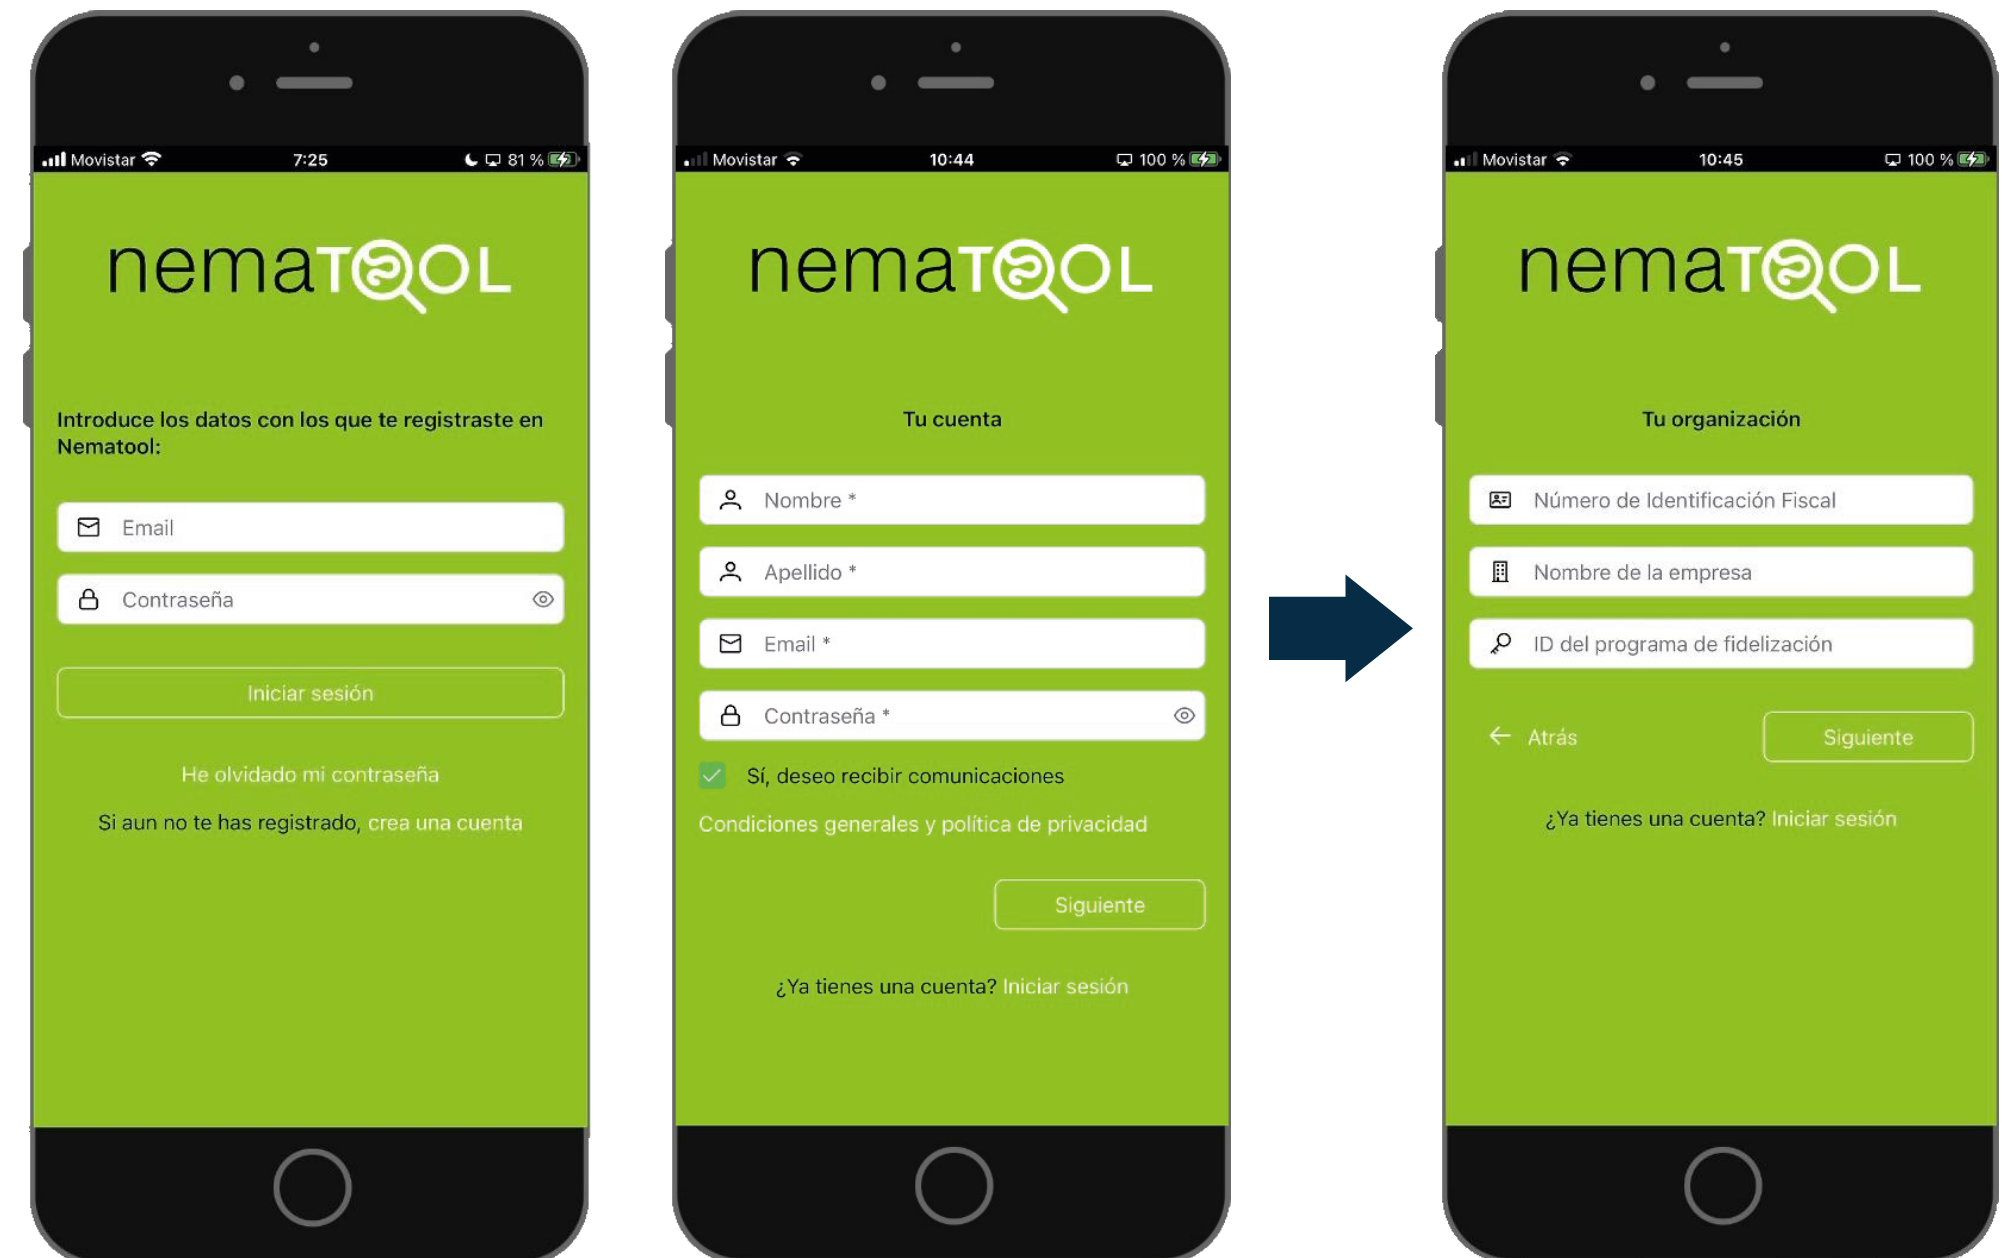 Movistar 7:25 81 %
nemaTOOL
Introduce los datos con los que te registraste en
Nematool:
Email
Contraseña
Iniciar sesión
He olvidado mi contraseña
Si aun no te has registrado, crea una cuenta
Movistar 10:44 100 %
nemaTOOL
Tu cuenta
Nombre *
Apellido *
Email *
Contraseña *
Sí, deseo recibir comunicaciones
Condiciones generales y política de privacidad
Siguiente
¿Ya tienes una cuenta? Iniciar sesión
Movistar 10:45 100 %
nemaTOOL
Tu organización
Número de Identificación Fiscal
Nombre de la empresa
ID del programa de fidelización
Atrás Siguiente
¿Ya tienes una cuenta? Iniciar sesión